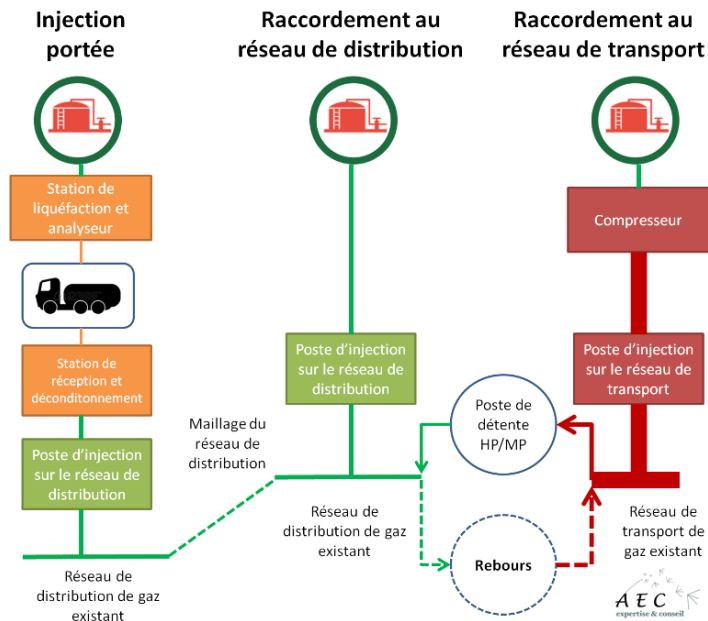 Injection
portée
Raccordement au
réseau de distribution
Raccordement au
réseau de transport
Station de
liquéfaction et
analyseur
Compresseur
Station de
réception et
déconditonnement
Poste d’injection
sur le réseau de
distribution
Poste d’injection
sur le réseau de
transport
Poste de
détente
HP/MP
Maillage du
réseau de
distribution
Poste d’injection
sur le réseau de
distribution
Réseau de
distribution de gaz
existant
Rebours
Réseau de
transport de
gaz existant
Réseau de
distribution de gaz
existant
AEC
expertise & conseil